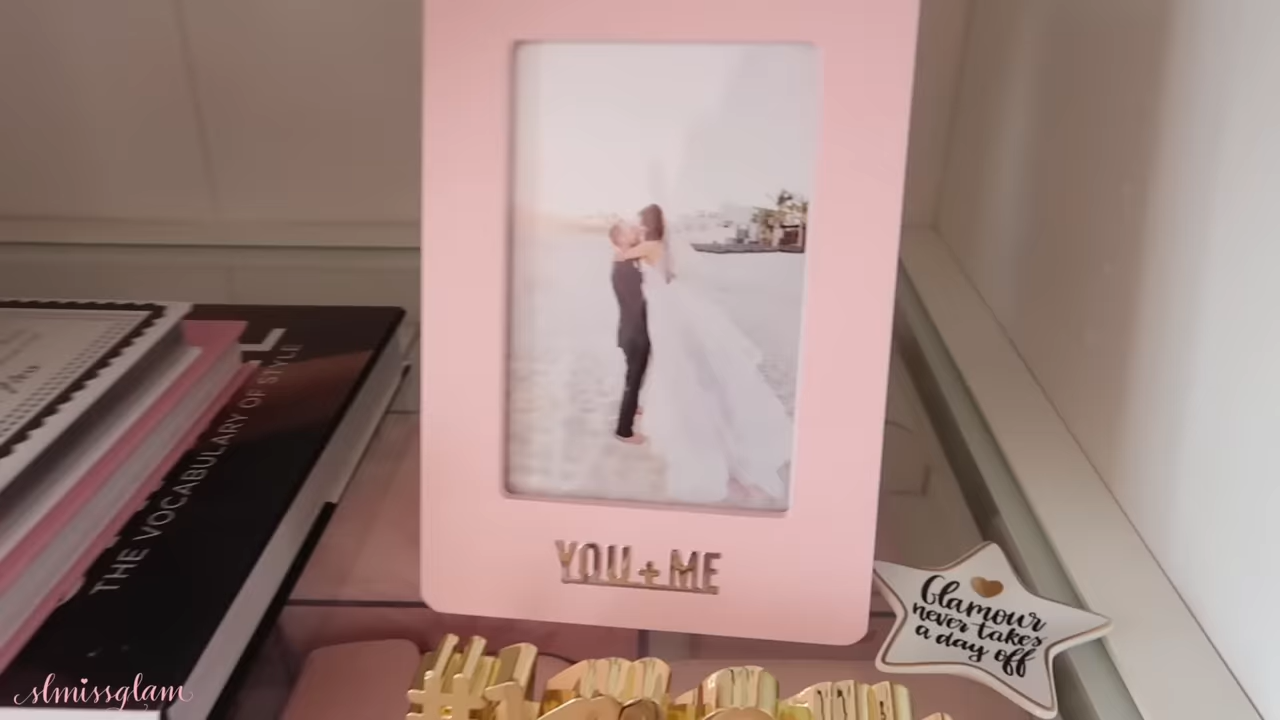 THE VOCABULARY OF STYLE
YOU + ME
Glamour
never takes
a day off
slmissglam